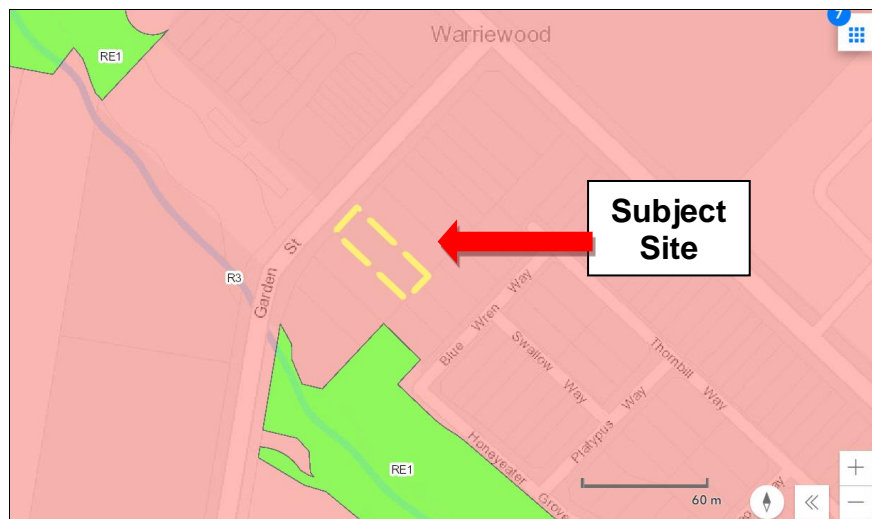 7
Warriewood
RE1
Subject
Site
Garden St
R3
Blue Wren Way
Swallow Way
Thornbill Way
Platypus Way
Honeyeater Grove
RE1
60 m
ay